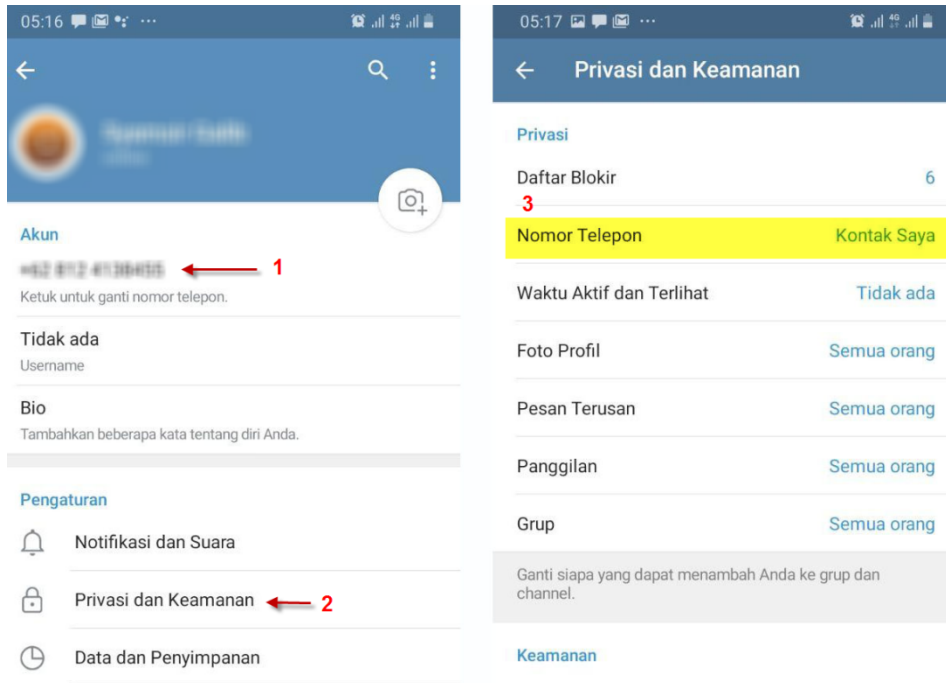 05:16
Akun
1
Ketuk untuk ganti nomor telepon.
Tidak ada
Username
Bio
Tambahkan beberapa kata tentang diri Anda.
Pengaturan
Notifikasi dan Suara
Privasi dan Keamanan 2
Data dan Penyimpanan
05:17
Privasi dan Keamanan
Privasi
Daftar Blokir 6
3
Nomor Telepon Kontak Saya
Waktu Aktif dan Terlihat Tidak ada
Foto Profil Semua orang
Pesan Terusan Semua orang
Panggilan Semua orang
Grup Semua orang
Ganti siapa yang dapat menambah Anda ke grup dan
channel.
Keamanan